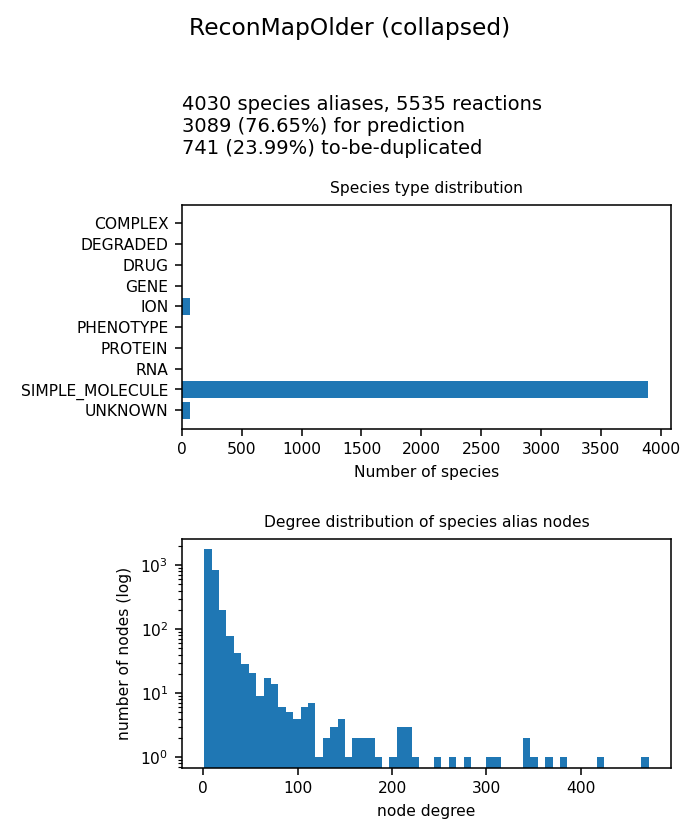 ReconMapOlder (collapsed)
4030 species aliases, 5535 reactions
3089 (76.65%) for prediction
741 (23.99%) to-be-duplicated
Species type distribution
COMPLEX
DEGRADED
DRUG
GENE
ION
PHENOTYPE
PROTEIN
RNA
SIMPLE_MOLECULE
UNKNOWN
0 500 1000 1500 2000 2500 3000 3500 4000
Number of species
Degree distribution of species alias nodes
number of nodes (log)
10³
10²
10¹
10⁰
0 100 200 300 400
node degree